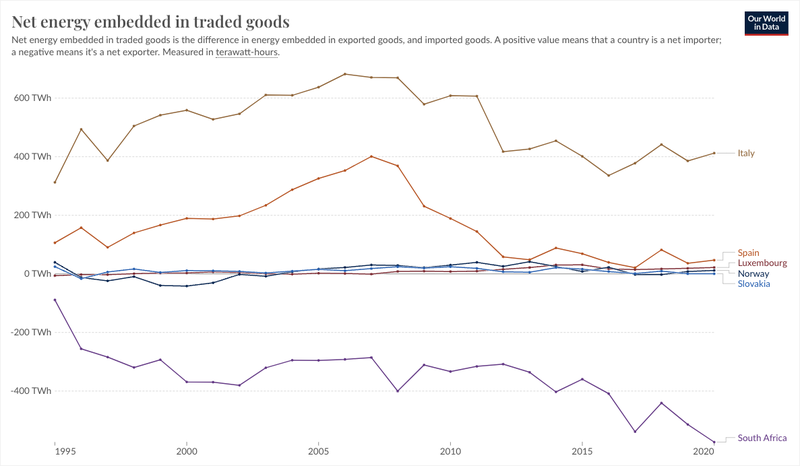 Net energy embedded in traded goods
Our World
in Data
Net energy embedded in traded goods is the difference in energy embedded in exported goods, and imported goods. A positive value means that a country is a net importer;
a negative means it's a net exporter. Measured in terawatt-hours.
600 TWh
400 TWh
200 TWh
0 TWh
-200 TWh
-400 TWh
Italy
Spain
Luxembourg
Norway
Slovakia
South Africa
1995
2000
2005
2010
2015
2020